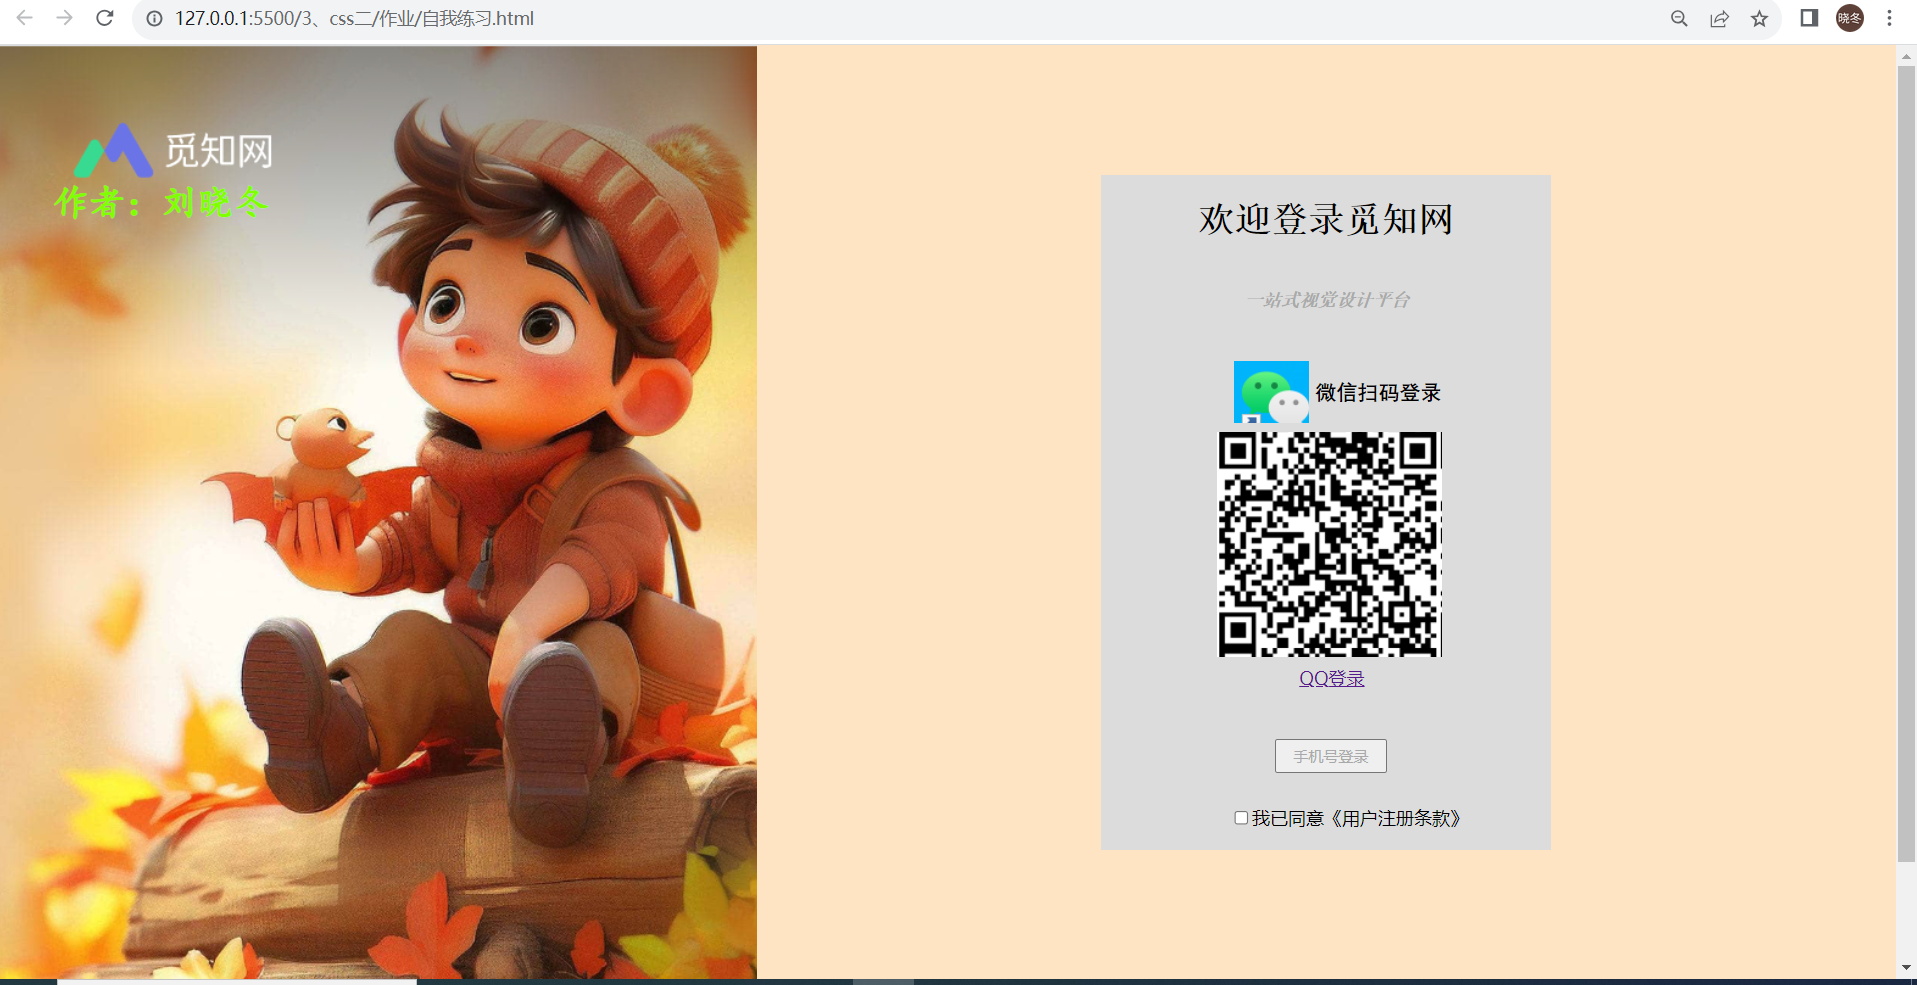 127.0.0.1:5500/3、css二/作业/自我练习.html
晓冬
觅知网
作者：刘晓冬
欢迎登录觅知网
一站式视觉设计平台
微信扫码登录
QQ登录
手机号登录
我已同意《用户注册条款》